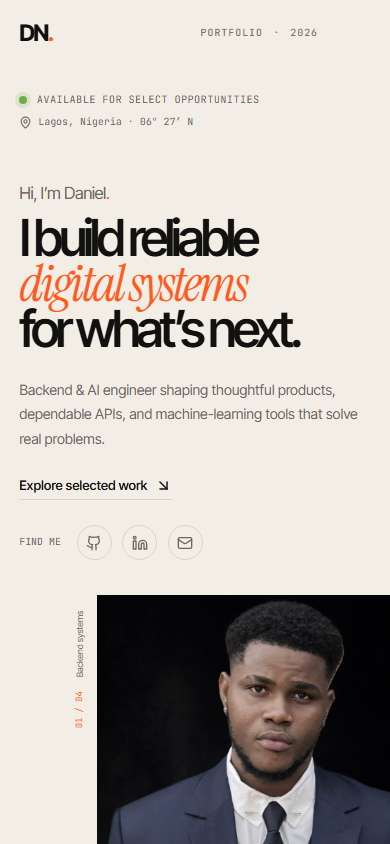 DN.
PORTFOLIO · 2026
AVAILABLE FOR SELECT OPPORTUNITIES
Lagos, Nigeria · 06° 27′ N
Hi, I’m Daniel.
I build reliable
digital systems
for what’s next.
Backend & AI engineer shaping thoughtful products,
dependable APIs, and machine-learning tools that solve
real problems.
Explore selected work
FIND ME
in
01 / 04 Backend systems